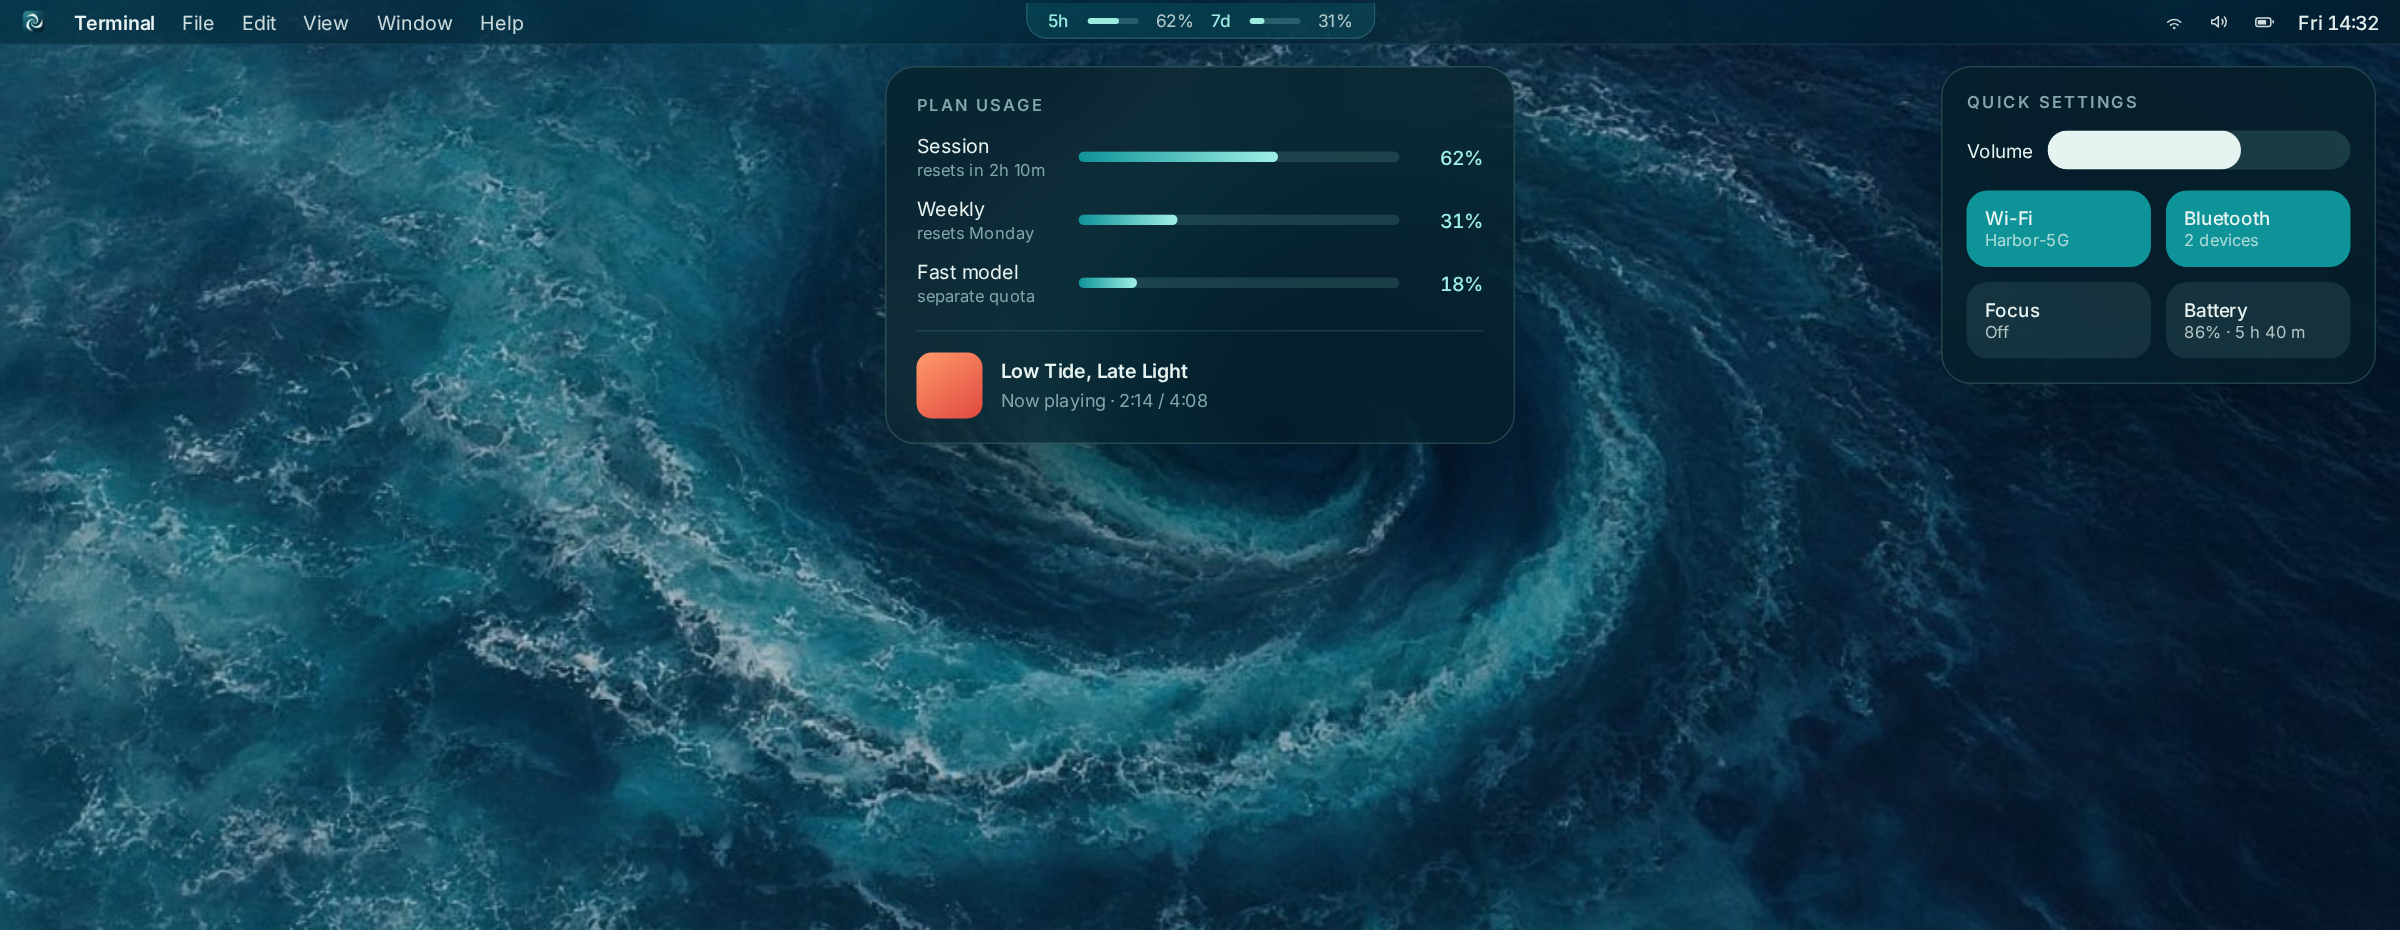 Terminal File Edit View Window Help
5h 62% 7d 31%
Fri 14:32
PLAN USAGE
Session
resets in 2h 10m
62%
Weekly
resets Monday
31%
Fast model
separate quota
18%
Low Tide, Late Light
Now playing · 2:14 / 4:08
QUICK SETTINGS
Volume
Wi-Fi
Harbor-5G
Bluetooth
2 devices
Focus
Off
Battery
86% · 5 h 40 m